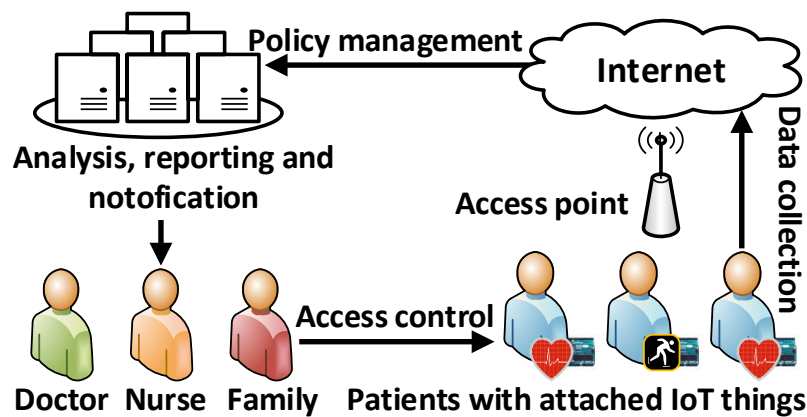 Policy management
Internet
Analysis, reporting and
notofication
Access point
Data collection
Access control
Doctor Nurse Family
Patients with attached IoT things